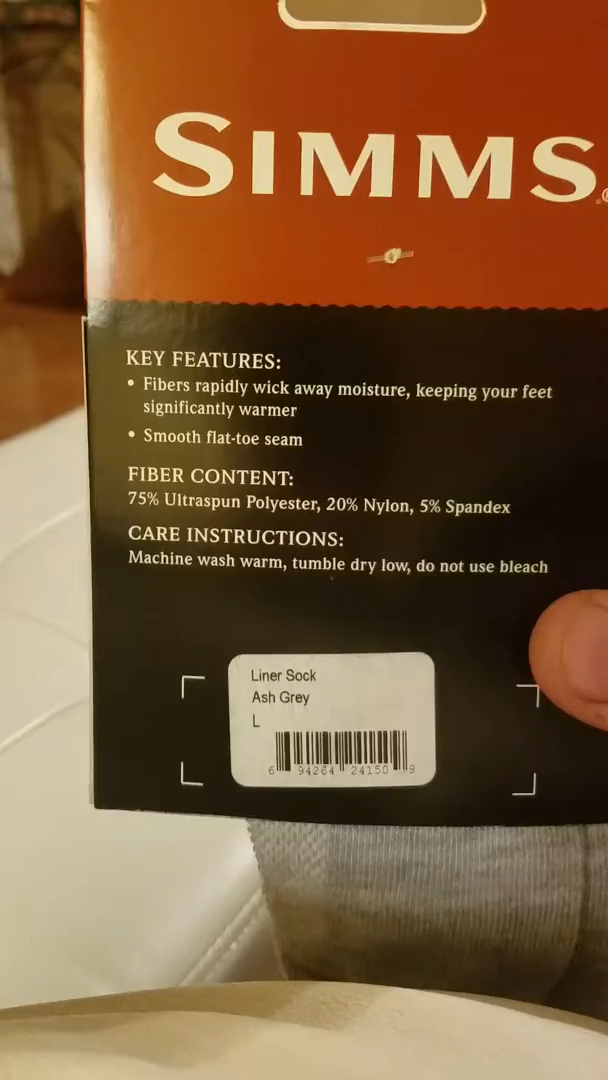 SIMMS®
KEY FEATURES:
• Fibers rapidly wick away moisture, keeping your feet
significantly warmer
• Smooth flat-toe seam
FIBER CONTENT:
75% Ultraspun Polyester, 20% Nylon, 5% Spandex
CARE INSTRUCTIONS:
Machine wash warm, tumble dry low, do not use bleach
Liner Sock
Ash Grey
L
6 94264 24150 9